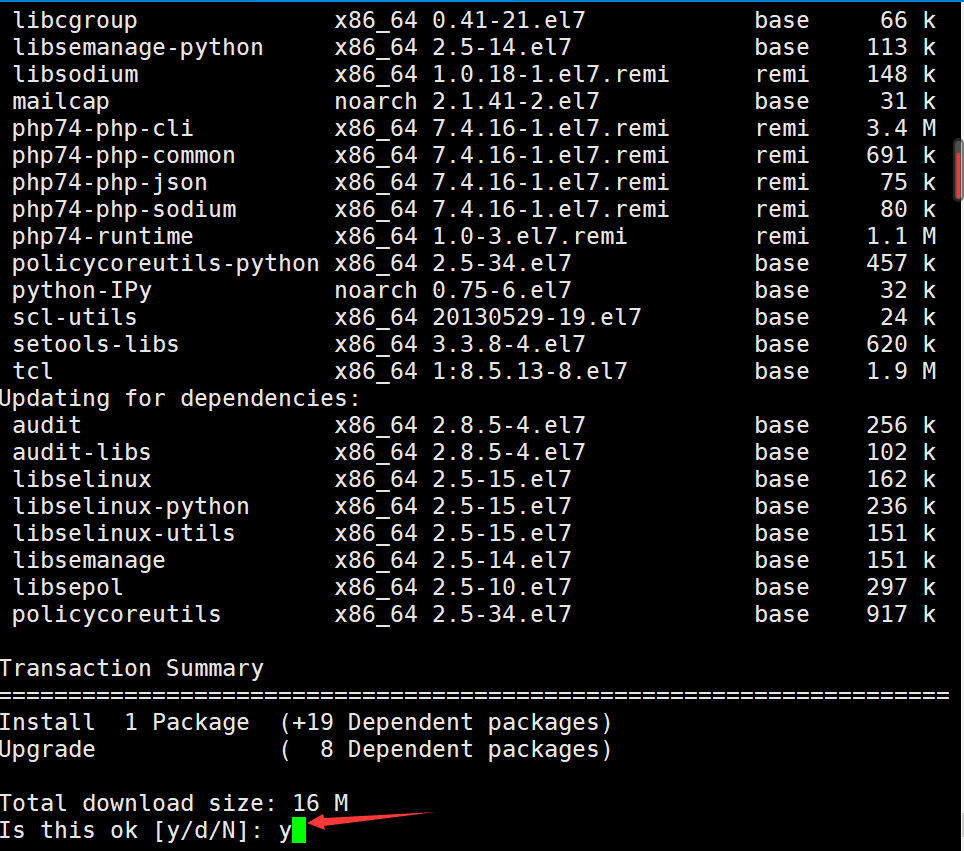 libcgroup x86_64 0.41-21.el7 base 66 k
libsemanage-python x86_64 2.5-14.el7 base 113 k
libsodium x86_64 1.0.18-1.el7.remi remi 148 k
mailcap noarch 2.1.41-2.el7 base 31 k
php74-php-cli x86_64 7.4.16-1.el7.remi remi 3.4 M
php74-php-common x86_64 7.4.16-1.el7.remi remi 691 k
php74-php-json x86_64 7.4.16-1.el7.remi remi 75 k
php74-php-sodium x86_64 7.4.16-1.el7.remi remi 80 k
php74-runtime x86_64 1.0-3.el7.remi remi 1.1 M
policycoreutils-python x86_64 2.5-34.el7 base 457 k
python-IPy noarch 0.75-6.el7 base 32 k
scl-utils x86_64 20130529-19.el7 base 24 k
setools-libs x86_64 3.3.8-4.el7 base 620 k
tcl x86_64 1:8.5.13-8.el7 base 1.9 M
Updating for dependencies:
audit x86_64 2.8.5-4.el7 base 256 k
audit-libs x86_64 2.8.5-4.el7 base 102 k
libselinux x86_64 2.5-15.el7 base 162 k
libselinux-python x86_64 2.5-15.el7 base 236 k
libselinux-utils x86_64 2.5-15.el7 base 151 k
libsemanage x86_64 2.5-14.el7 base 151 k
libsepol x86_64 2.5-10.el7 base 297 k
policycoreutils x86_64 2.5-34.el7 base 917 k
Transaction Summary
====================================================================
Install 1 Package (+19 Dependent packages)
Upgrade ( 8 Dependent packages)
Total download size: 16 M
Is this ok [y/d/N]: y